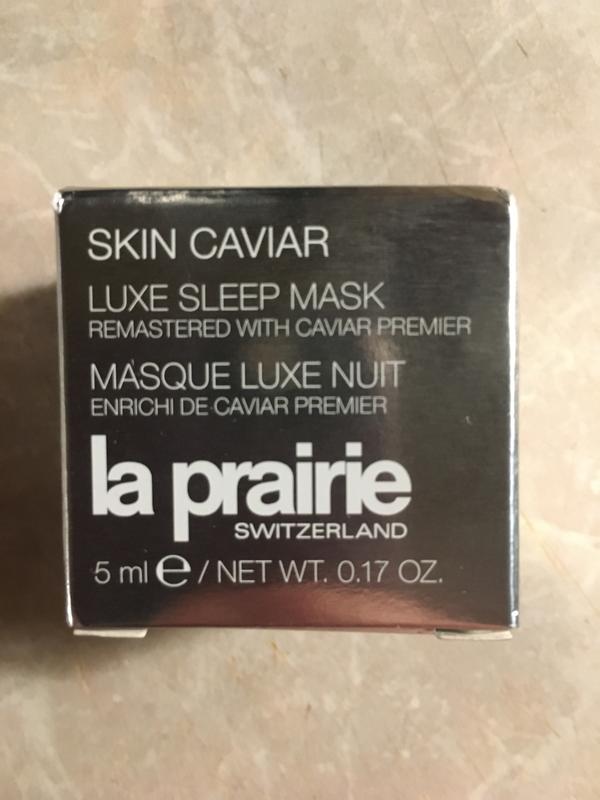 SKIN CAVIAR
LUXE SLEEP MASK
REMASTERED WITH CAVIAR PREMIER
MASQUE LUXE NUIT
ENRICHI DE CAVIAR PREMIER
la prairie
SWITZERLAND
5 ml ℮ / NET WT. 0.17 OZ.